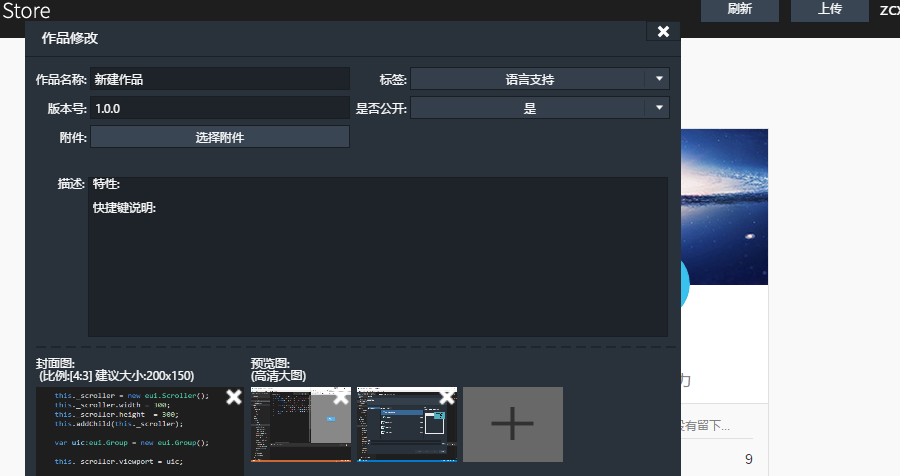 Store
刷新
上传
ZCX
作品修改
作品名称: 新建作品
标签: 语言支持
版本号: 1.0.0
是否公开: 是
附件: 选择附件
描述: 特性:
快捷键说明:
封面图:
(比例:[4:3] 建议大小:200x150)
预览图:
(高清大图)
this._scroller = new eui.Scroller();
this._scroller.width = 300;
this._scroller.height = 300;
this.addChild(this._scroller);
var uic:eui.Group = new eui.Group();
this._scroller.viewport = uic;
力
没有留下...
9